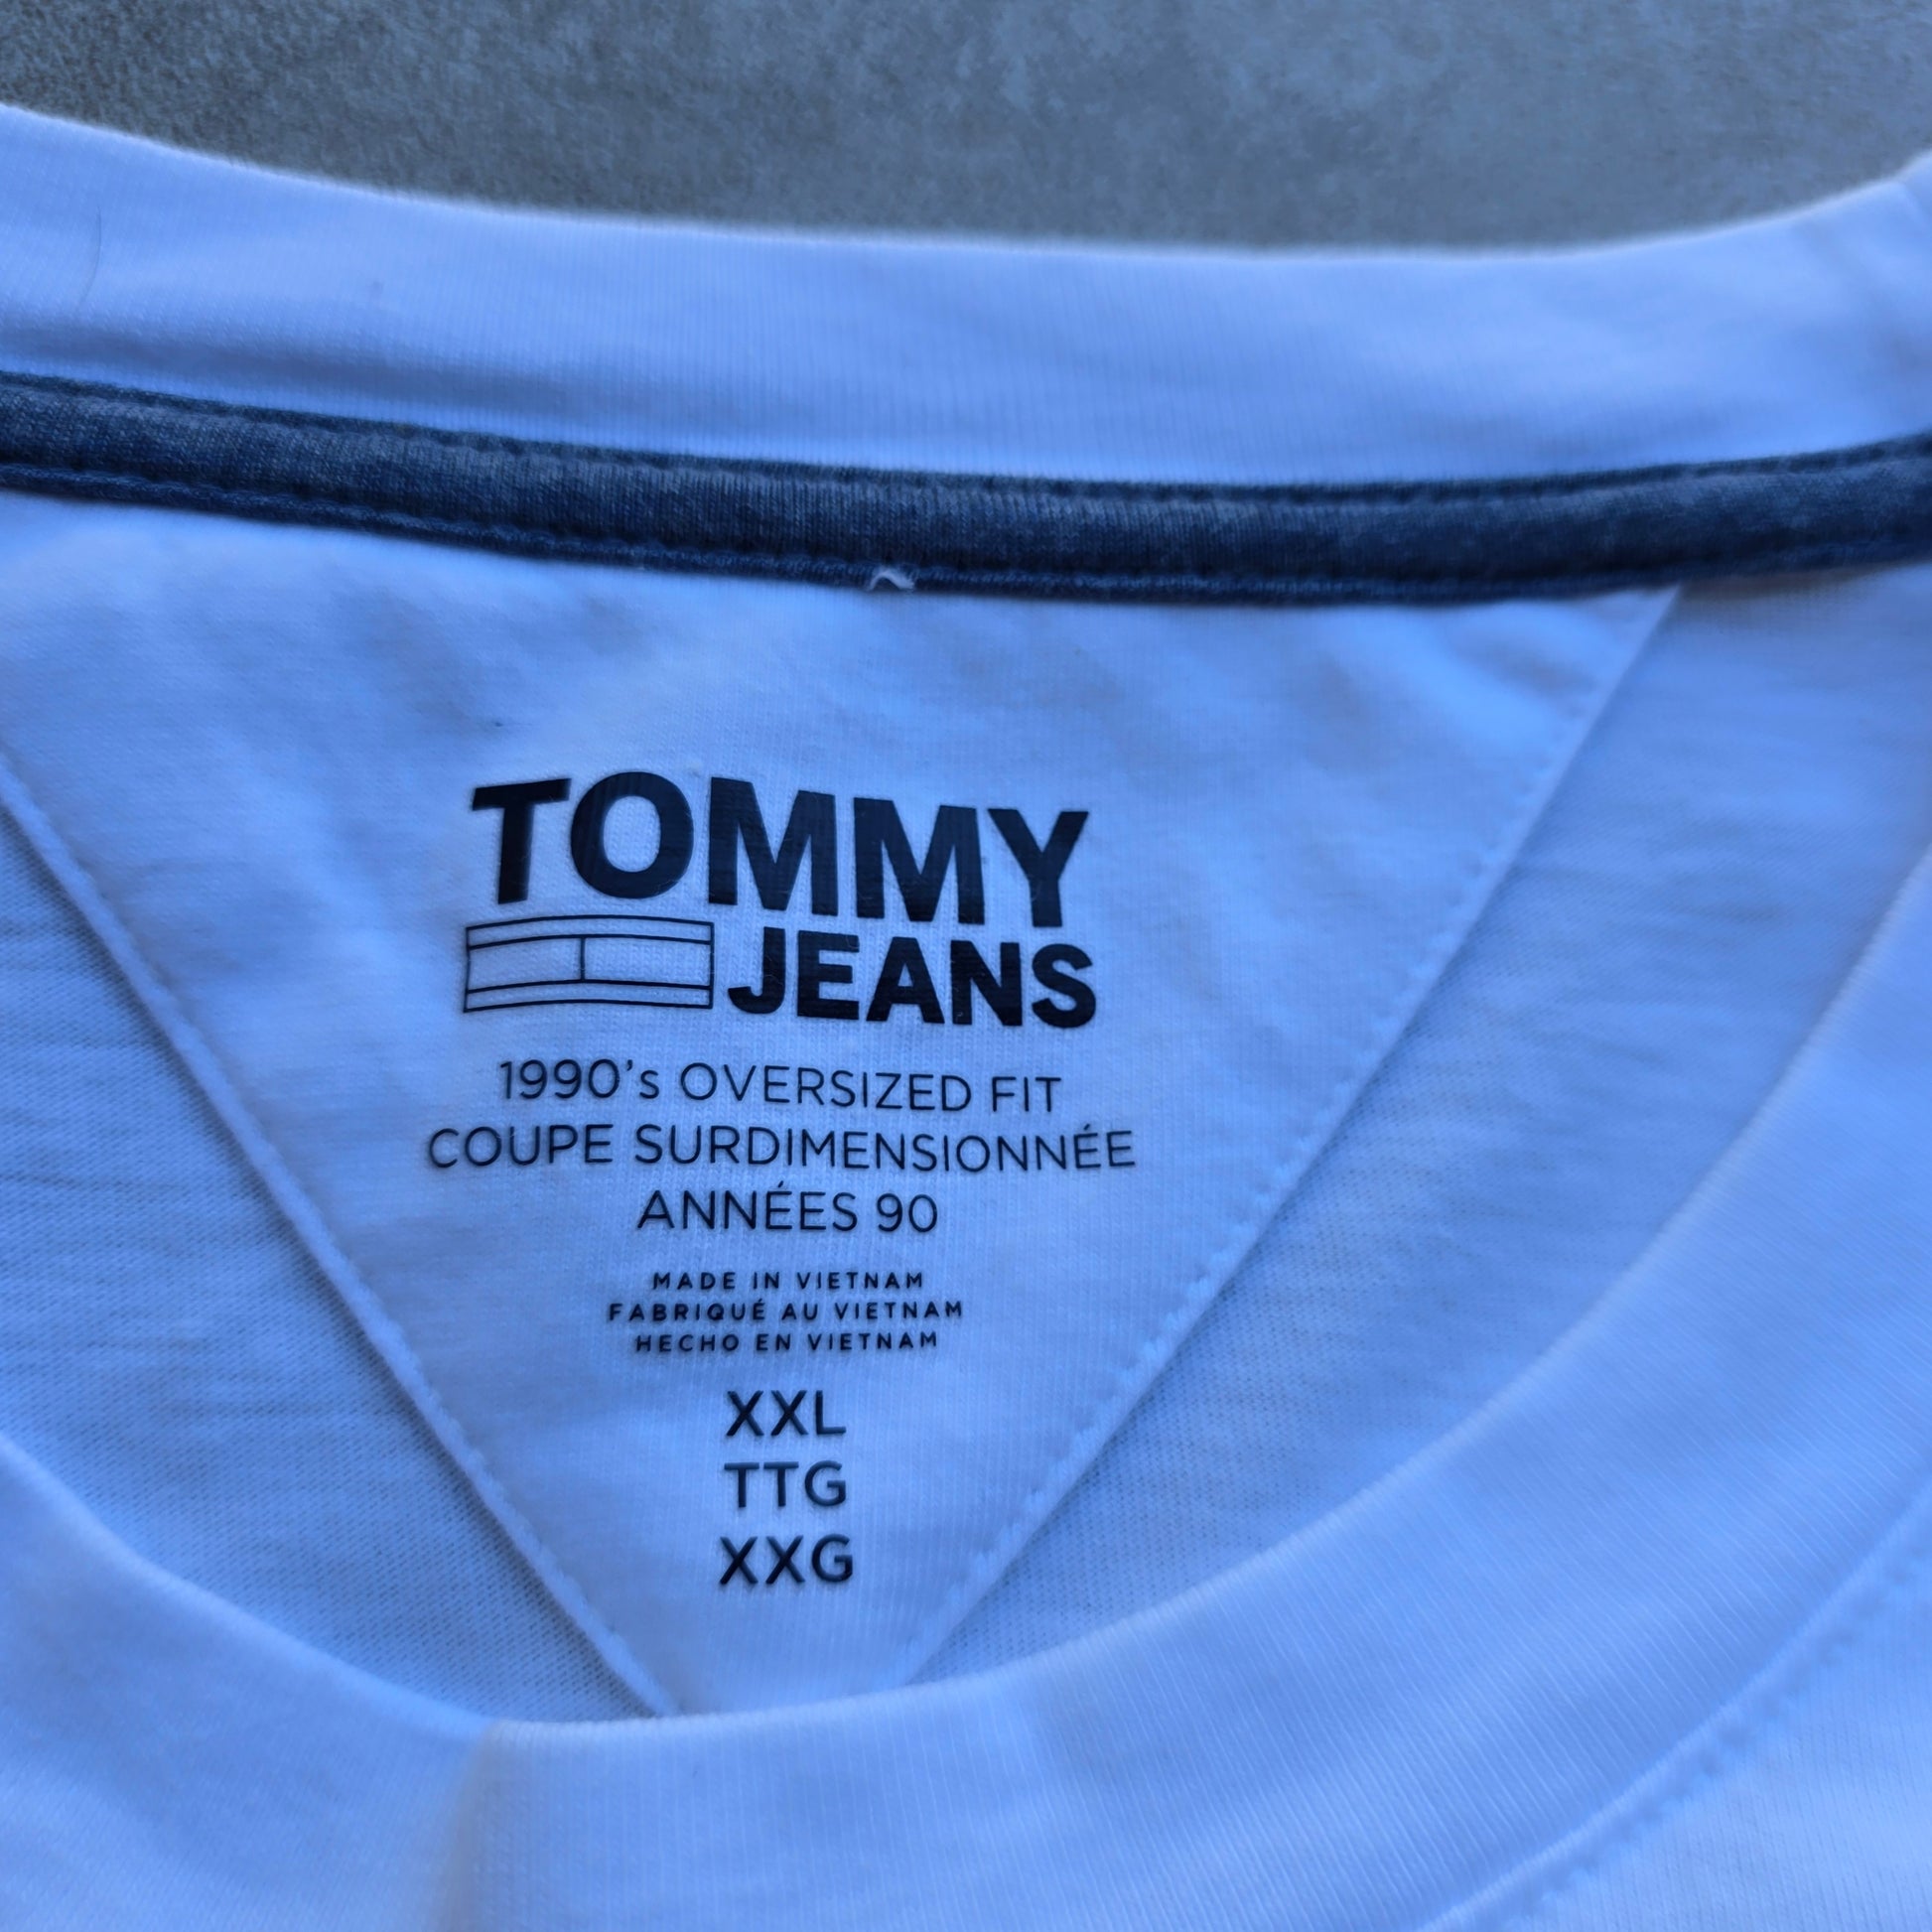 TOMMY
JEANS
1990's OVERSIZED FIT
COUPE SURDIMENSIONNÉE
ANNÉES 90
MADE IN VIETNAM
FABRIQUÉ AU VIETNAM
HECHO EN VIETNAM
XXL
TTG
XXG